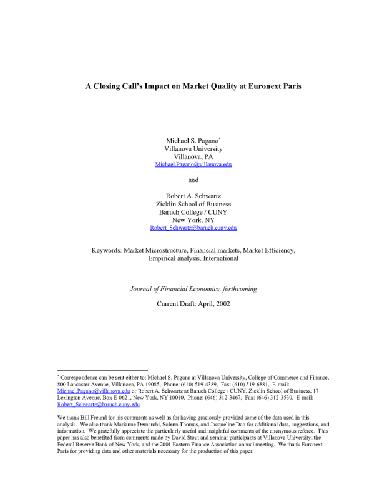 A Closing Call's Impact on Market Quality at Euronext Paris
Michael S. Pagano*
Villanova University
Villanova, PA
Michael.Pagano@villanova.edu
and
Robert A. Schwartz
Zicklin School of Business
Baruch College / CUNY
New York, NY
Robert_Schwartz@baruch.cuny.edu
Keywords: Market Microstructure, Financial markets, Market Efficiency,
Empirical analysis, International
Journal of Financial Economics, forthcoming
Current Draft: April, 2002
* Correspondence can be sent either to: Michael S. Pagano at Villanova University, College of Commerce and Finance,
800 Lancaster Avenue, Villanova, PA 19085, Phone: (610) 519-4389, Fax: (610) 519-6881, E-mail:
Michael.Pagano@villanova.edu or Robert A. Schwartz at Baruch College / CUNY, Zicklin School of Business, 17
Lexington Avenue, Box New York, NY 10010, Phone: (646) 312-3467, Fax: (646) 312-3530, E-mail:
Robert_Schwartz@baruch.cuny.edu
We thank Bill Freund for his comments as well as for having graciously provided some of the data used in this
analysis. We also thank Marianne Demarchi, Solenn Thomas, and Jacqueline Don for additional data, suggestions, and
information. We gratefully appreciate the particularly useful and insightful comments of the anonymous referee. This
paper has also benefited from comments made by David Stout and seminar participants at Villanova University, the
Federal Reserve Bank of New York, and the 2001 Eastern Finance Association annual meeting. We thank Euronext
Paris for providing data and other materials necessary for the production of this paper.